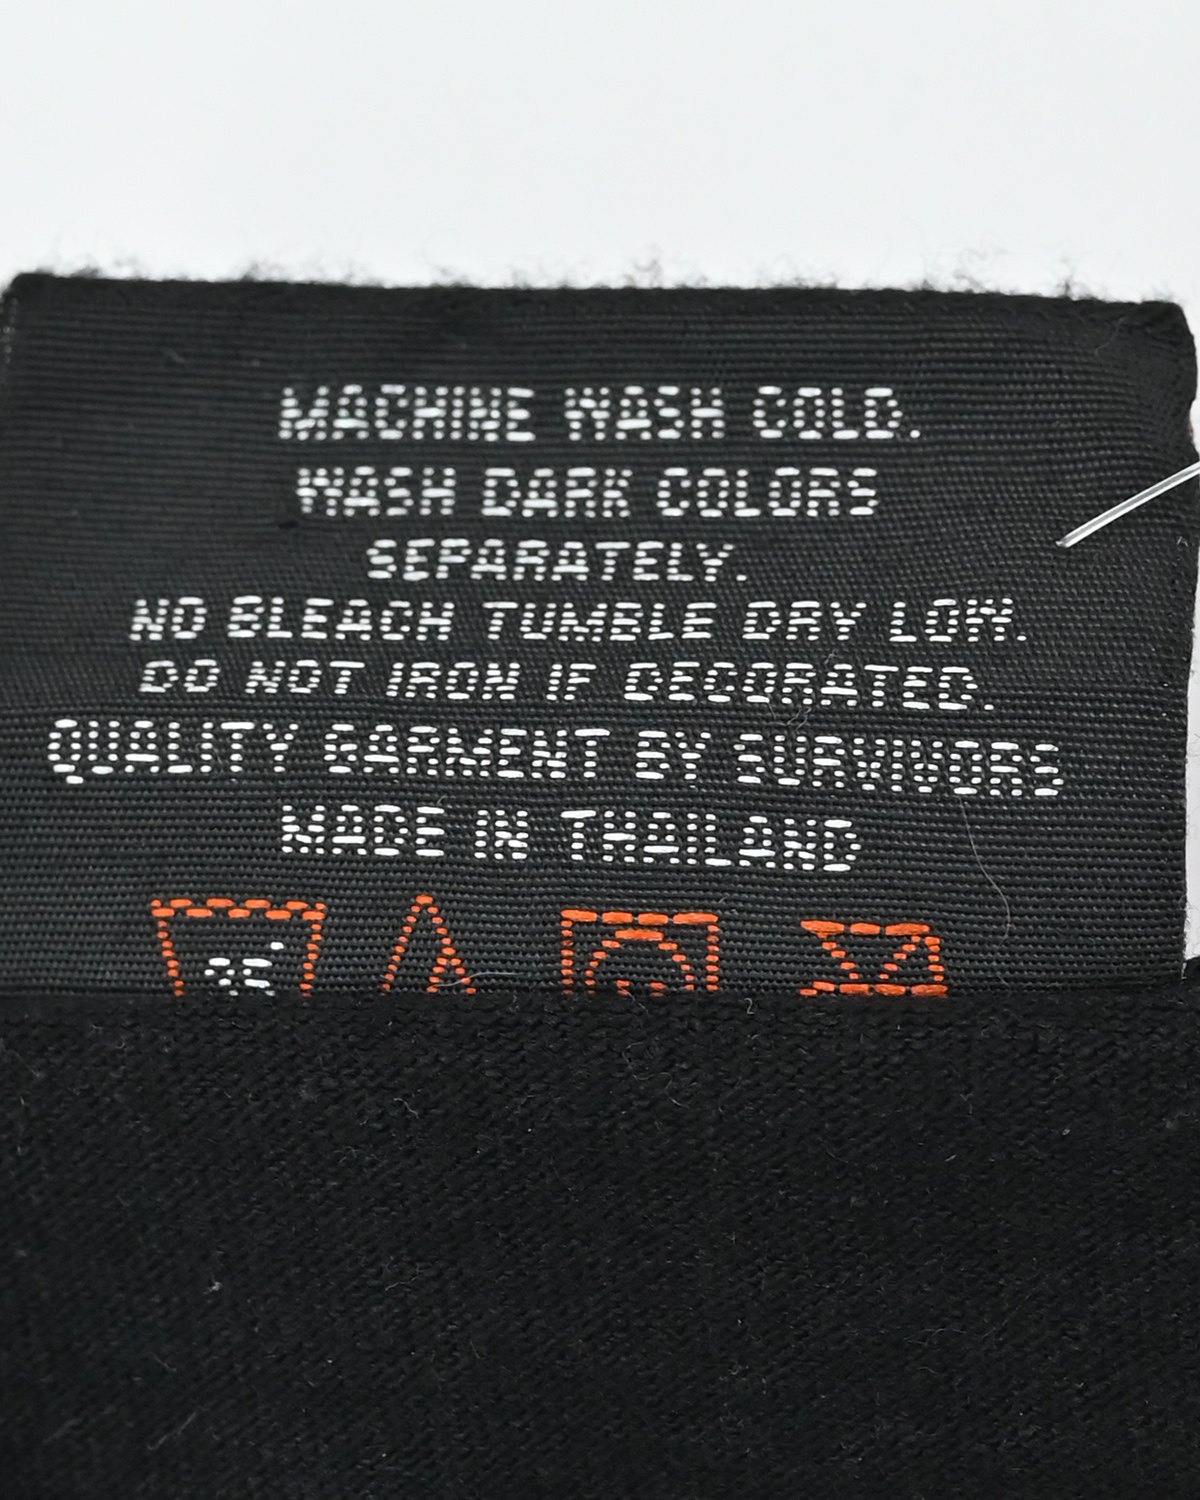 MACHINE WASH COLD.
WASH DARK COLORS
SEPARATELY.
NO BLEACH TUMBLE DRY LOW.
DO NOT IRON IF DECORATED.
QUALITY GARMENT BY SURVIVORS
MADE IN THAILAND